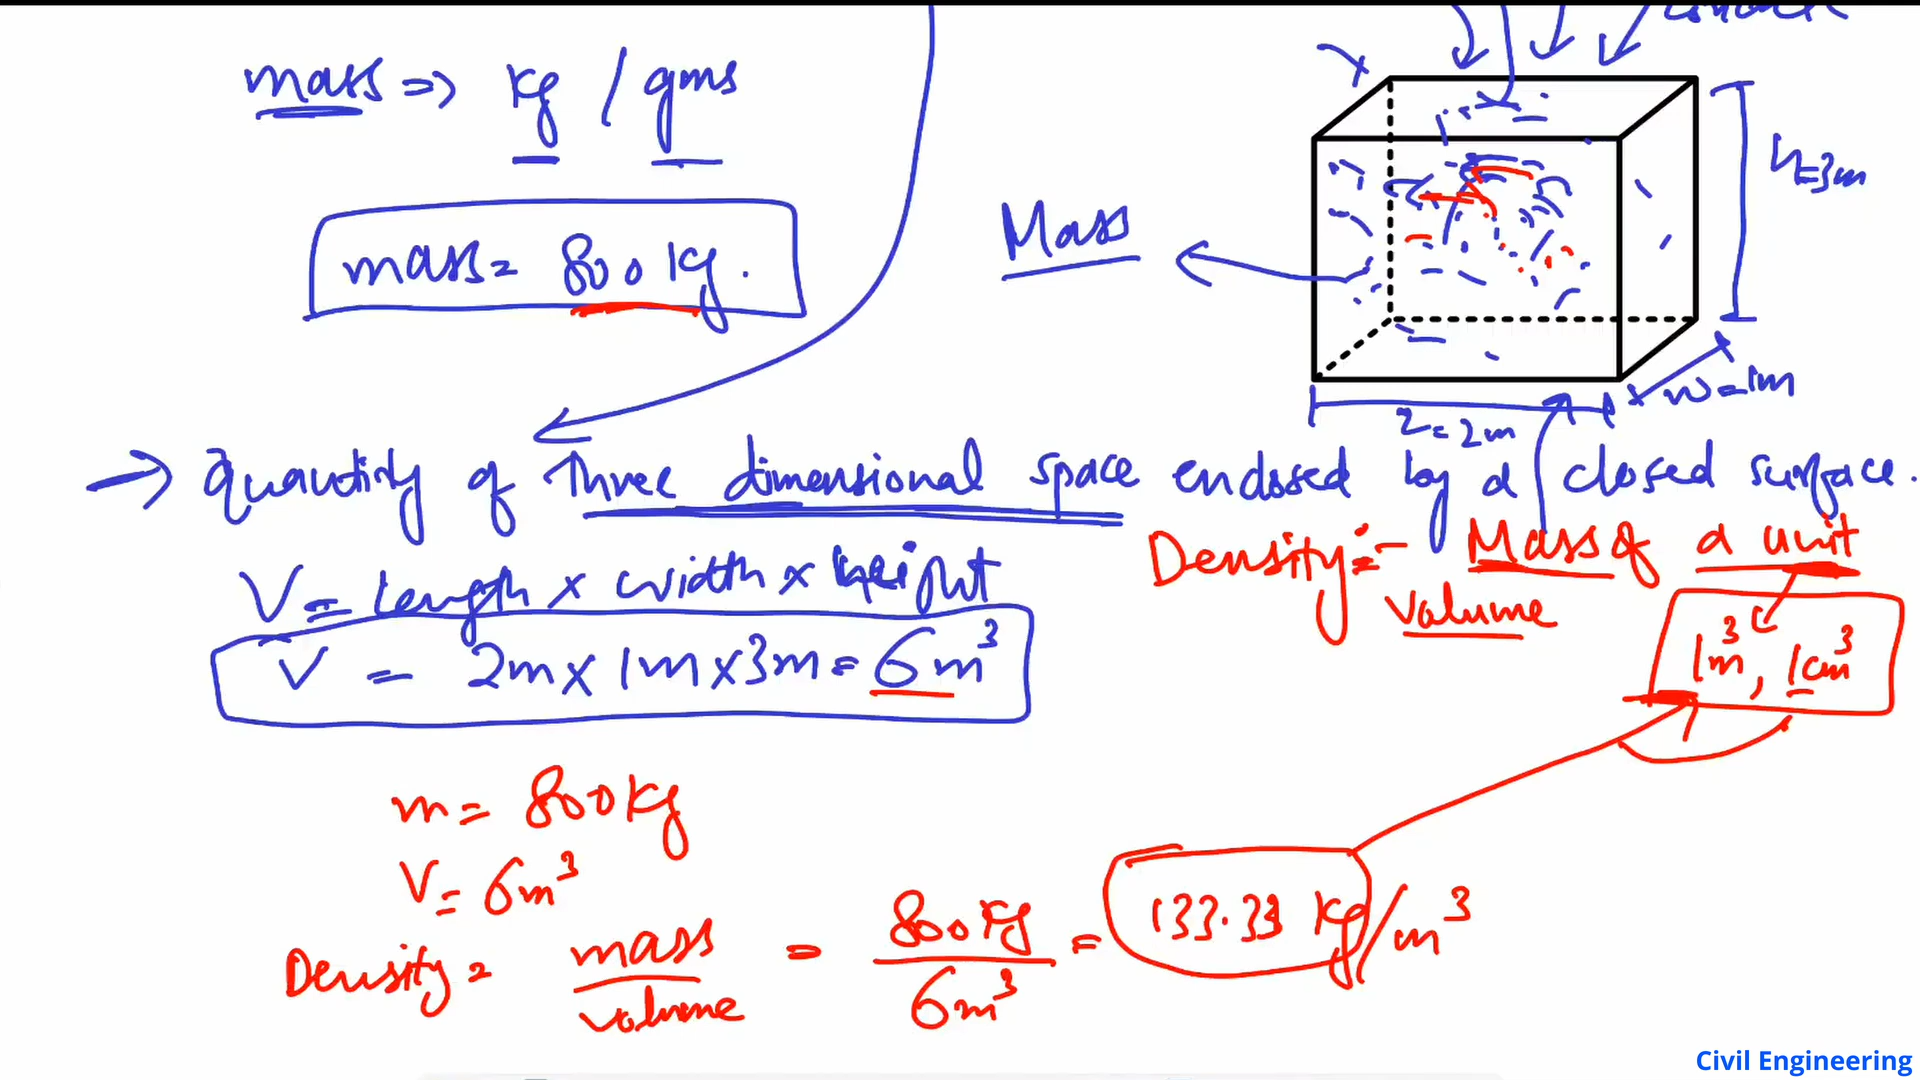 mass => kg / gms
mass = 800 kg.
Mass
h=3m
w=1m
L=2m
→ quantity of three dimensional space enclosed by a closed surface.
V = length x width x height
V = 2m x 1m x 3m = 6m³
Density:- Mass of a unit
volume
1m³, 1cm³
m = 800kg
V = 6m³
Density = mass/volume = 800kg/6m³ = 133.33 kg/m³
Civil Engineering